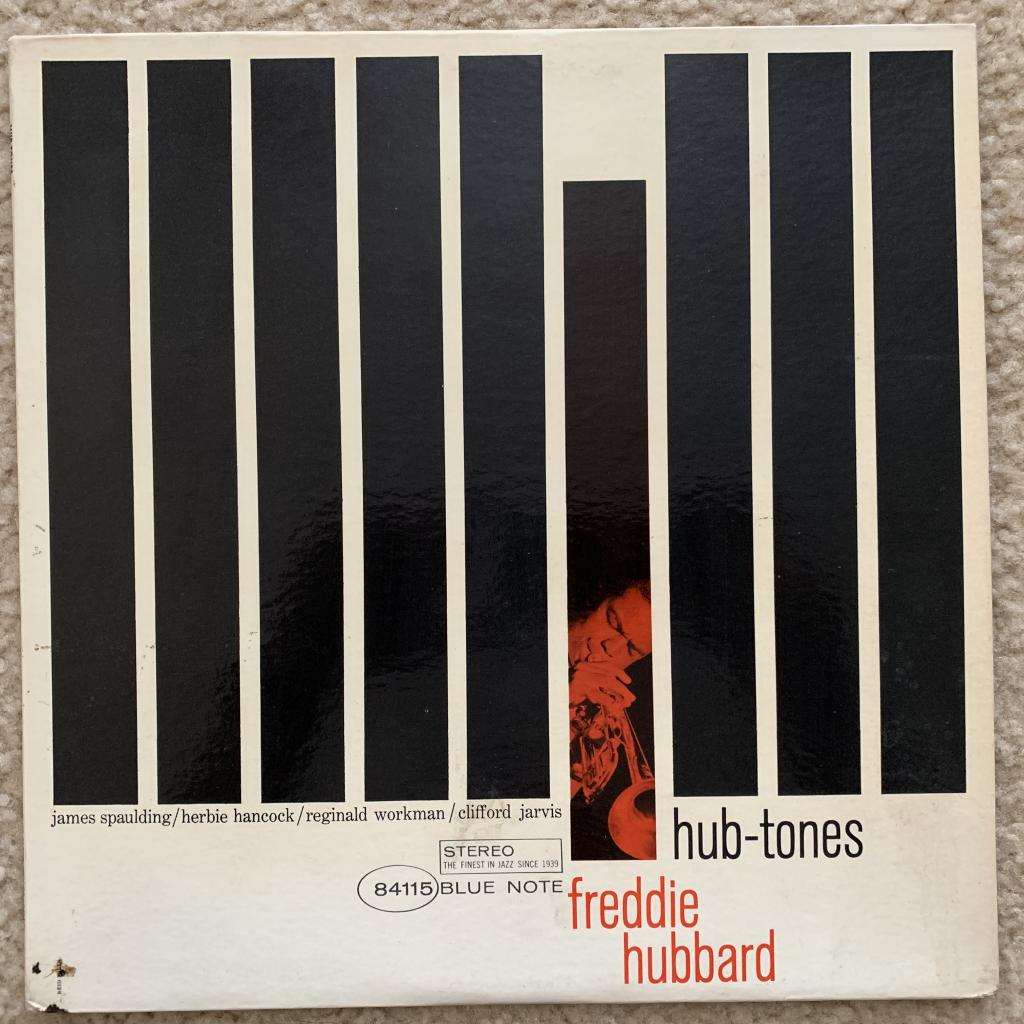 james spaulding/herbie hancock/reginald workman/clifford jarvis
hub-tones
STEREO
THE FINEST IN JAZZ SINCE 1939
84115 BLUE NOTE
freddie
hubbard